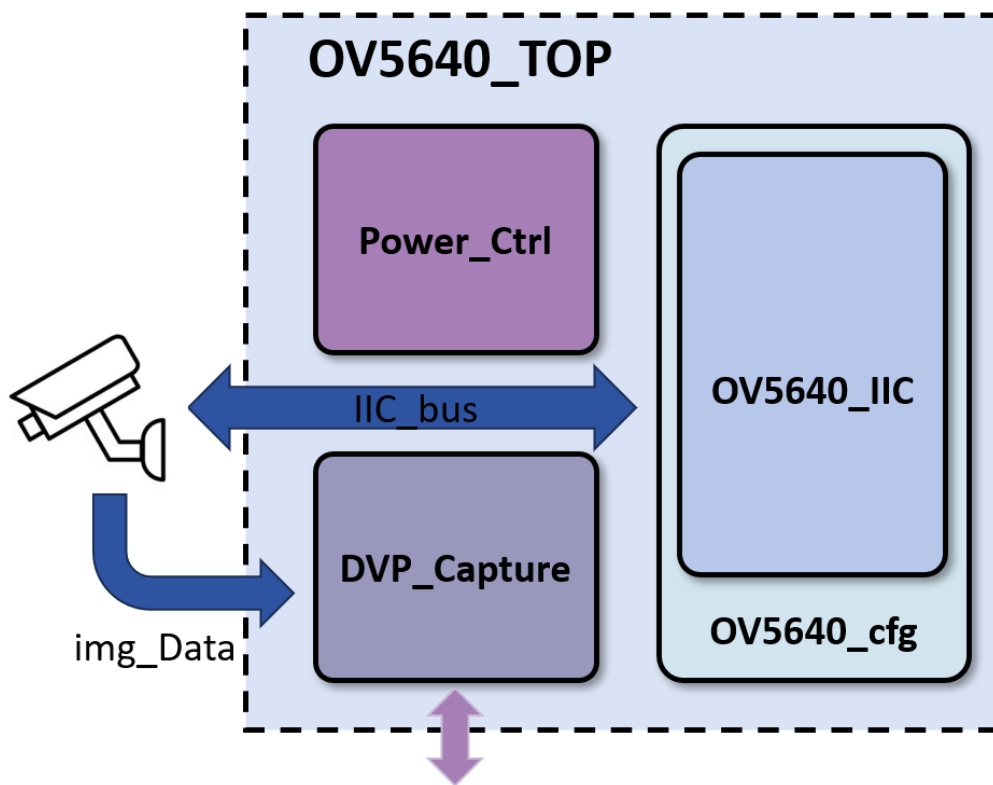 OV5640_TOP
Power_Ctrl
OV5640_IIC
IIC_bus
DVP_Capture
OV5640_cfg
img_Data